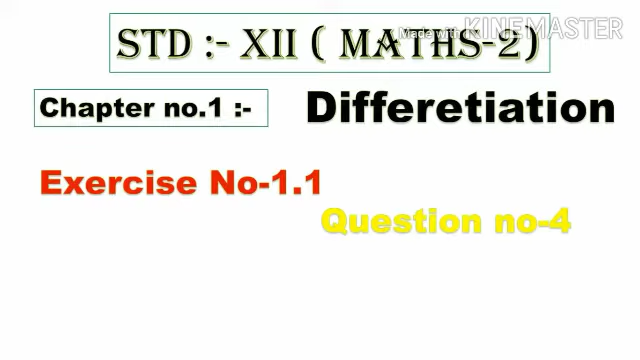 Made with KINEMASTER
STD :- XII ( MATHS-2)
Chapter no.1 :- Differetiation
Exercise No-1.1
Question no-4